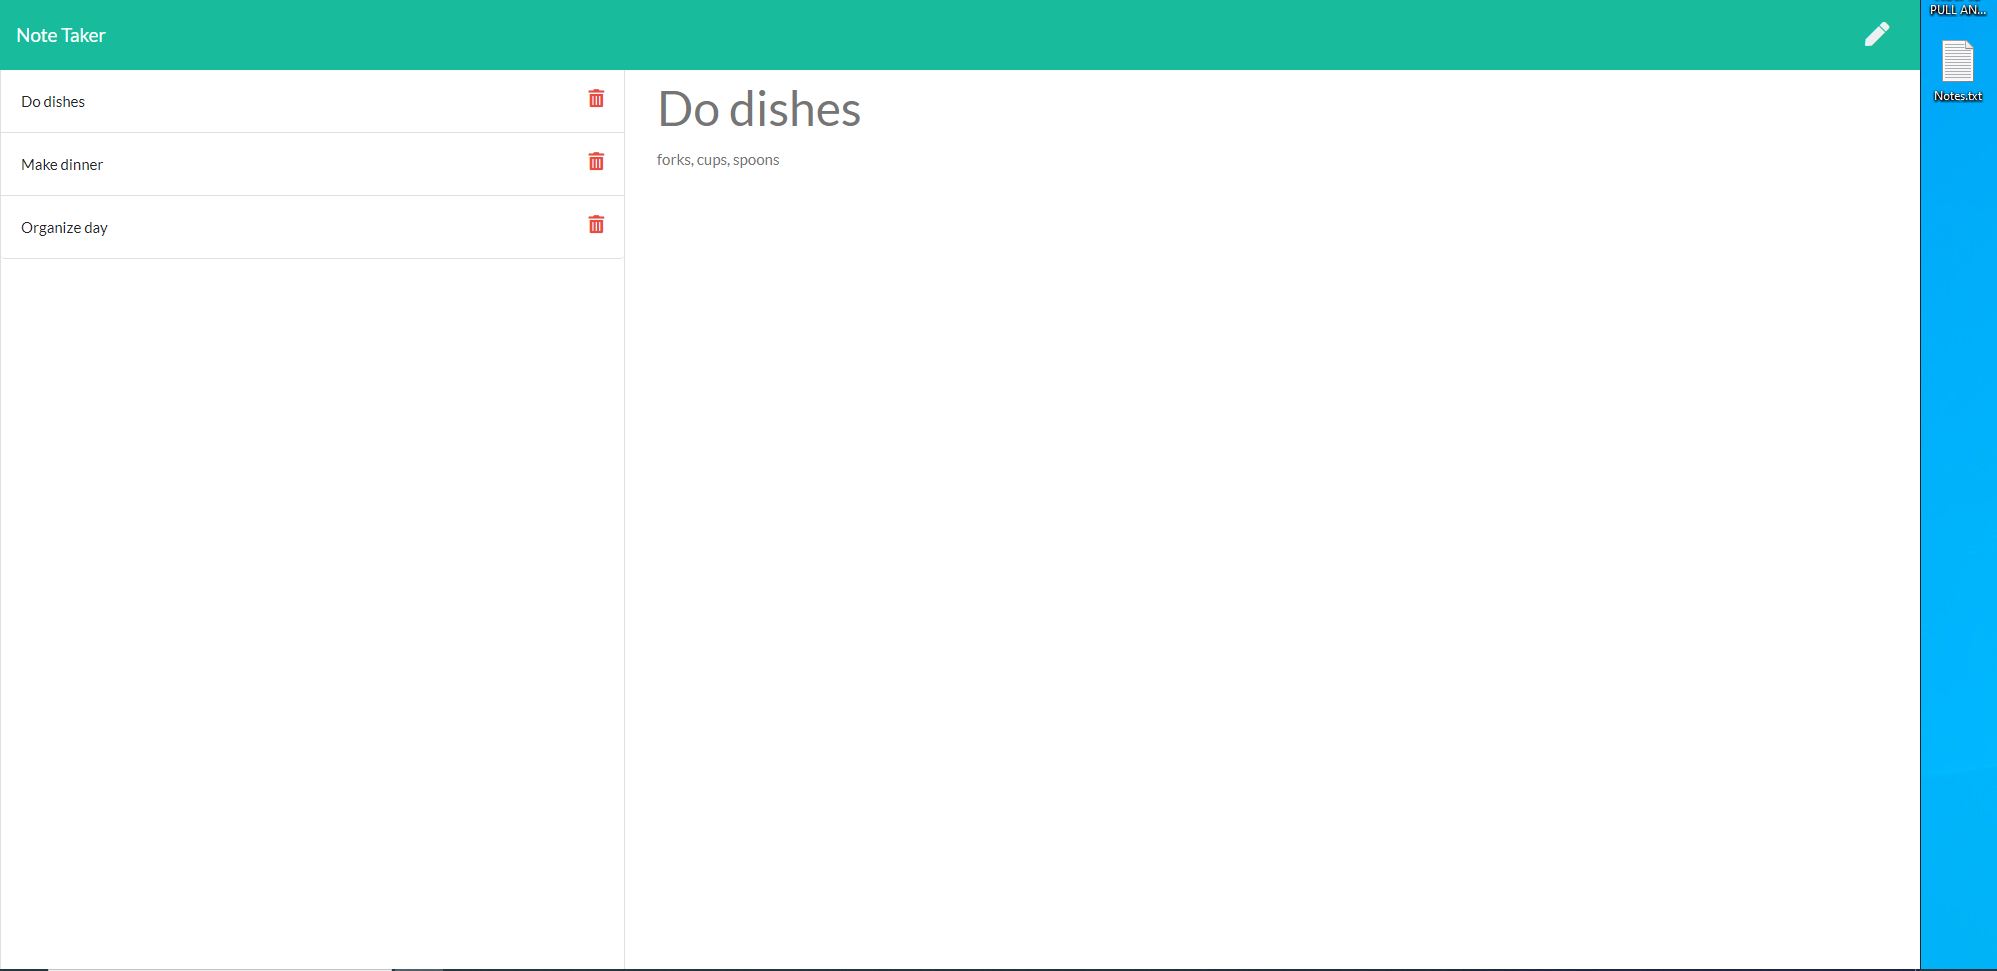 Note Taker
Do dishes
Make dinner
Organize day
Do dishes
forks, cups, spoons
PULL AN...
Notes.txt